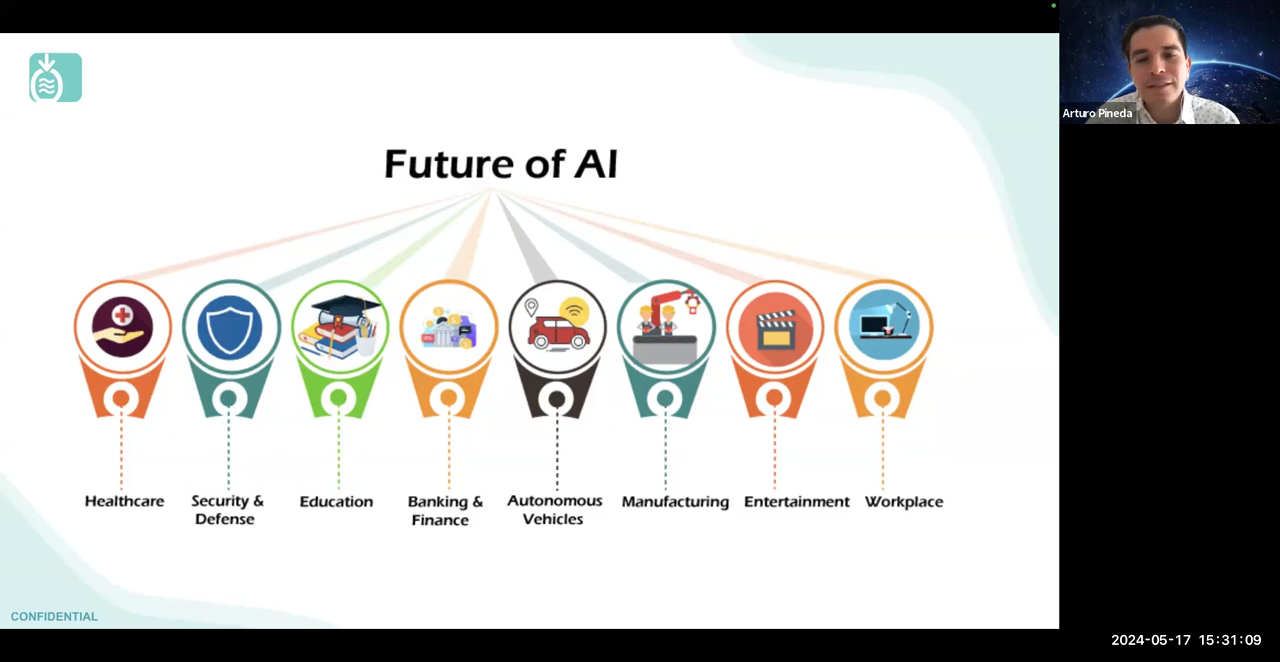 Arturo Pineda
Future of AI
Healthcare
Security &
Defense
Education
Banking &
Finance
Autonomous
Vehicles
Manufacturing
Entertainment
Workplace
CONFIDENTIAL
2024-05-17 15:31:09